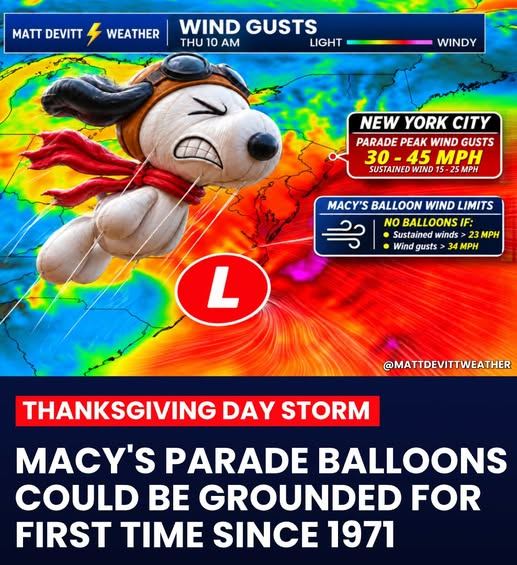 MATT DEVITT WEATHER
WIND GUSTS
THU 10 AM
LIGHT WINDY
NEW YORK CITY
PARADE PEAK WIND GUSTS
30 - 45 MPH
SUSTAINED WIND 15 - 25 MPH
MACY'S BALLOON WIND LIMITS
NO BALLOONS IF:
• Sustained winds > 23 MPH
• Wind gusts > 34 MPH
L
@MATTDEVITTWEATHER
THANKSGIVING DAY STORM
MACY'S PARADE BALLOONS
COULD BE GROUNDED FOR
FIRST TIME SINCE 1971